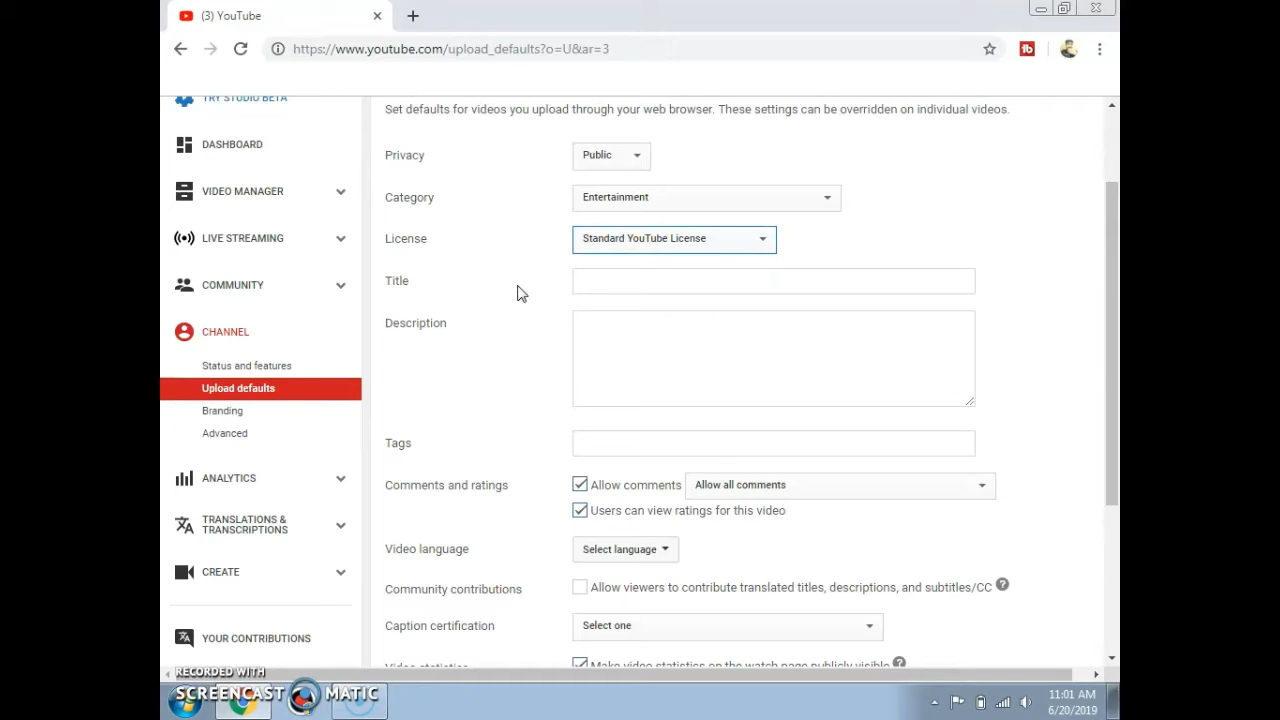 (3) YouTube
https://www.youtube.com/upload_defaults?o=U&ar=3
TRY STUDIO BETA
Set defaults for videos you upload through your web browser. These settings can be overridden on individual videos.
DASHBOARD
Privacy Public
VIDEO MANAGER
Category Entertainment
LIVE STREAMING
License Standard YouTube License
COMMUNITY
Title
CHANNEL
Description
Status and features
Upload defaults
Branding
Advanced
Tags
ANALYTICS
Comments and ratings Allow comments Allow all comments
Users can view ratings for this video
TRANSLATIONS &
TRANSCRIPTIONS
Video language Select language
CREATE
Community contributions Allow viewers to contribute translated titles, descriptions, and subtitles/CC ?
Caption certification Select one
YOUR CONTRIBUTIONS
Video statistics Make video statistics on the watch page publicly visible ?
RECORDED WITH
SCREENCAST MATIC
11:01 AM
6/20/2019